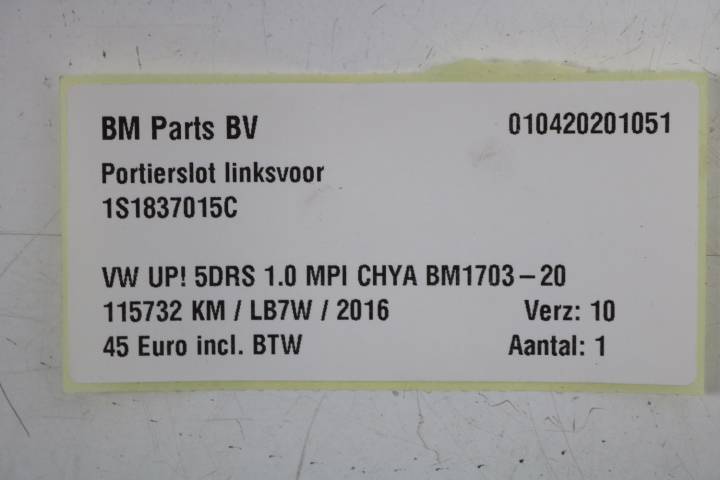 BM Parts BV 010420201051
Portierslot linksvoor
1S1837015C
VW UP! 5DRS 1.0 MPI CHYA BM1703-20
115732 KM / LB7W / 2016 Verz: 10
45 Euro incl. BTW Aantal: 1